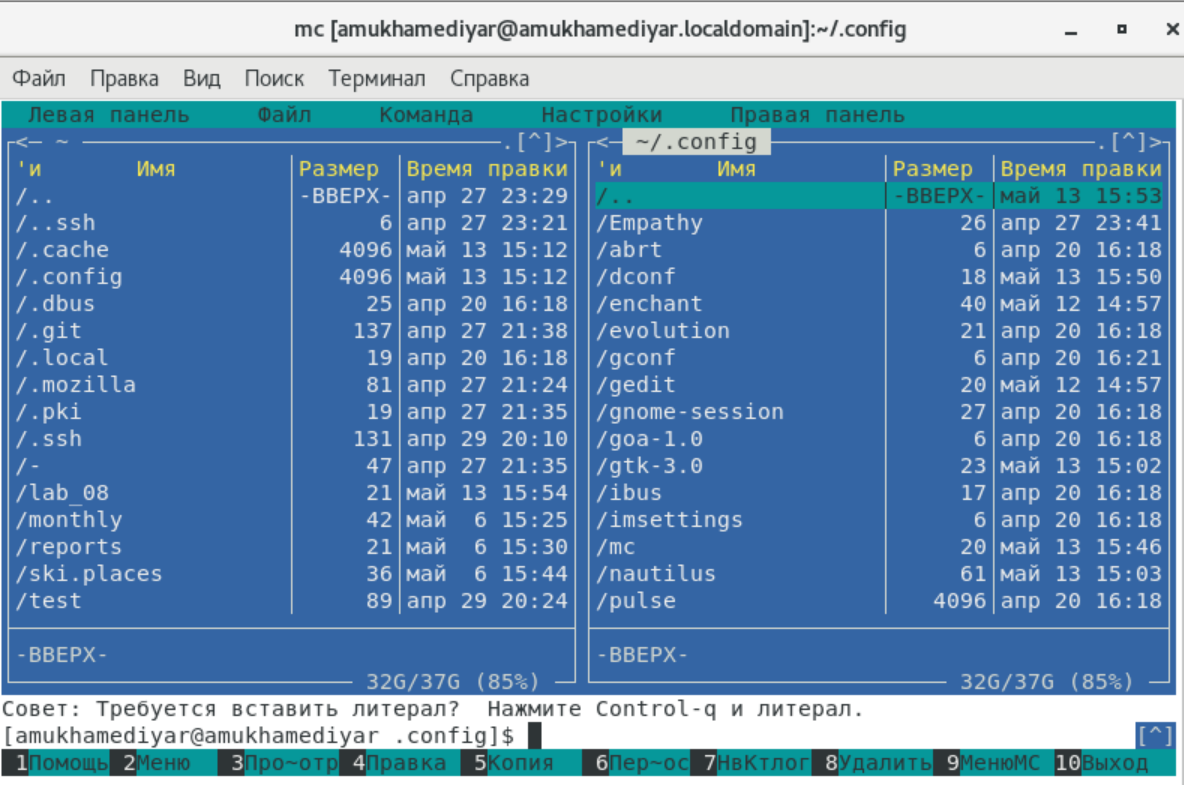 mc [amukhamediyar@amukhamediyar.localdomain]:~/.config
Файл Правка Вид Поиск Терминал Справка
Левая панель Файл Команда Настройки Правая панель
<— ~ .[^]> <— ~/.config .[^]>
'и Имя Размер Время правки 'и Имя Размер Время правки
/.. -ВВЕРХ- апр 27 23:29 /.. -ВВЕРХ- май 13 15:53
/..ssh 6 апр 27 23:21 /Empathy 26 апр 27 23:41
/.cache 4096 май 13 15:12 /abrt 6 апр 20 16:18
/.config 4096 май 13 15:12 /dconf 18 май 13 15:50
/.dbus 25 апр 20 16:18 /enchant 40 май 12 14:57
/.git 137 апр 27 21:38 /evolution 21 апр 20 16:18
/.local 19 апр 20 16:18 /gconf 6 апр 20 16:21
/.mozilla 81 апр 27 21:24 /gedit 20 май 12 14:57
/.pki 19 апр 27 21:35 /gnome-session 27 апр 20 16:18
/.ssh 131 апр 29 20:10 /goa-1.0 6 апр 20 16:18
/- 47 апр 27 21:35 /gtk-3.0 23 май 13 15:02
/lab_08 21 май 13 15:54 /ibus 17 апр 20 16:18
/monthly 42 май 6 15:25 /imsettings 6 апр 20 16:18
/reports 21 май 6 15:30 /mc 20 май 13 15:46
/ski.places 36 май 6 15:44 /nautilus 61 май 13 15:03
/test 89 апр 29 20:24 /pulse 4096 апр 20 16:18
-ВВЕРХ- -ВВЕРХ-
32G/37G (85%) 32G/37G (85%)
Совет: Требуется вставить литерал? Нажмите Control-q и литерал.
[amukhamediyar@amukhamediyar .config]$ [^]
1Помощь 2Меню 3Про~отр 4Правка 5Копия 6Пер~ос 7НвКтлог 8Удалить 9МенюМС 10Выход